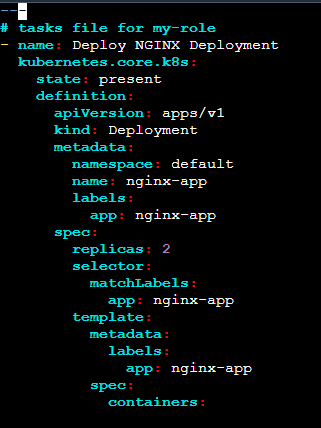 ---
# tasks file for my-role
- name: Deploy NGINX Deployment
  kubernetes.core.k8s:
    state: present
    definition:
      apiVersion: apps/v1
      kind: Deployment
      metadata:
        namespace: default
        name: nginx-app
        labels:
          app: nginx-app
      spec:
        replicas: 2
        selector:
          matchLabels:
            app: nginx-app
        template:
          metadata:
            labels:
              app: nginx-app
          spec:
            containers: